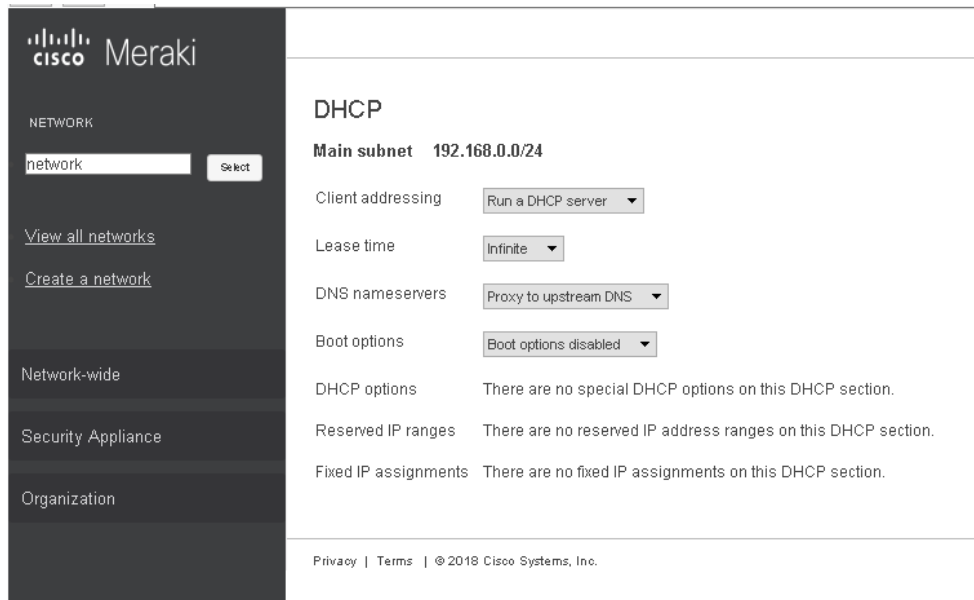 cisco Meraki
NETWORK
network Select
View all networks
Create a network
Network-wide
Security Appliance
Organization
DHCP
Main subnet 192.168.0.0/24
Client addressing Run a DHCP server
Lease time Infinite
DNS nameservers Proxy to upstream DNS
Boot options Boot options disabled
DHCP options There are no special DHCP options on this DHCP section.
Reserved IP ranges There are no reserved IP address ranges on this DHCP section.
Fixed IP assignments There are no fixed IP assignments on this DHCP section.
Privacy | Terms | © 2018 Cisco Systems, Inc.